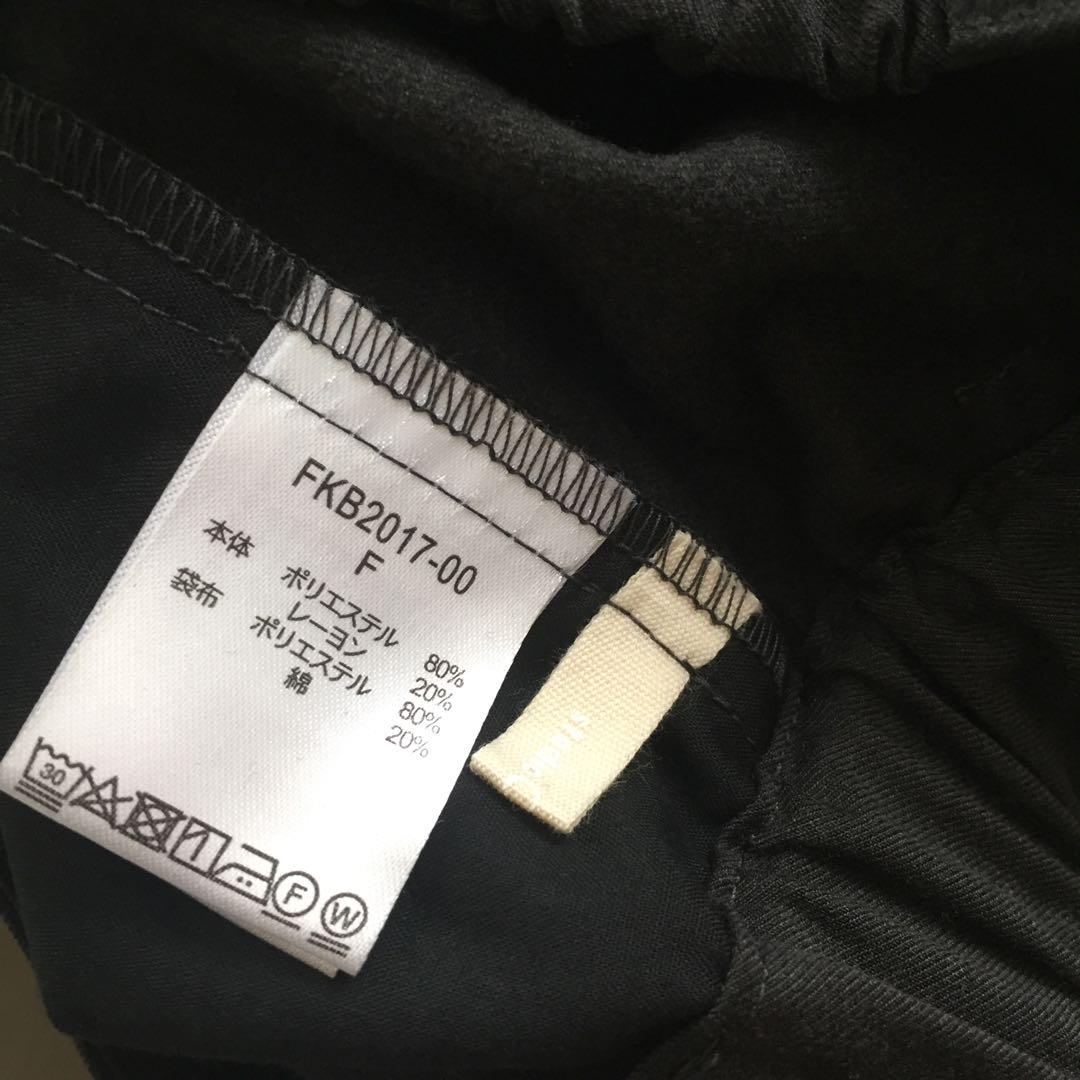 FKB2017-00
F
本体 ポリエステル 80%
レーヨン 20%
袋布 ポリエステル 80%
綿 20%
30
F
W